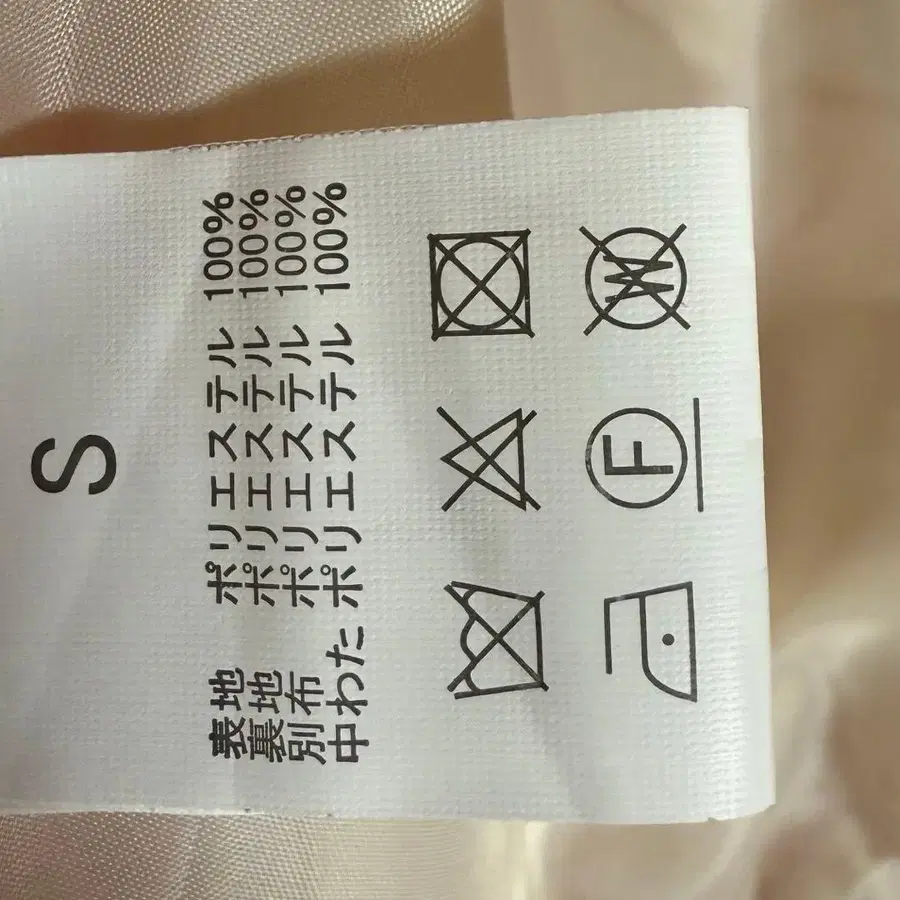 S
表地 ポリエステル 100%
裏地 ポリエステル 100%
別布 ポリエステル 100%
中わた ポリエステル 100%
W
F